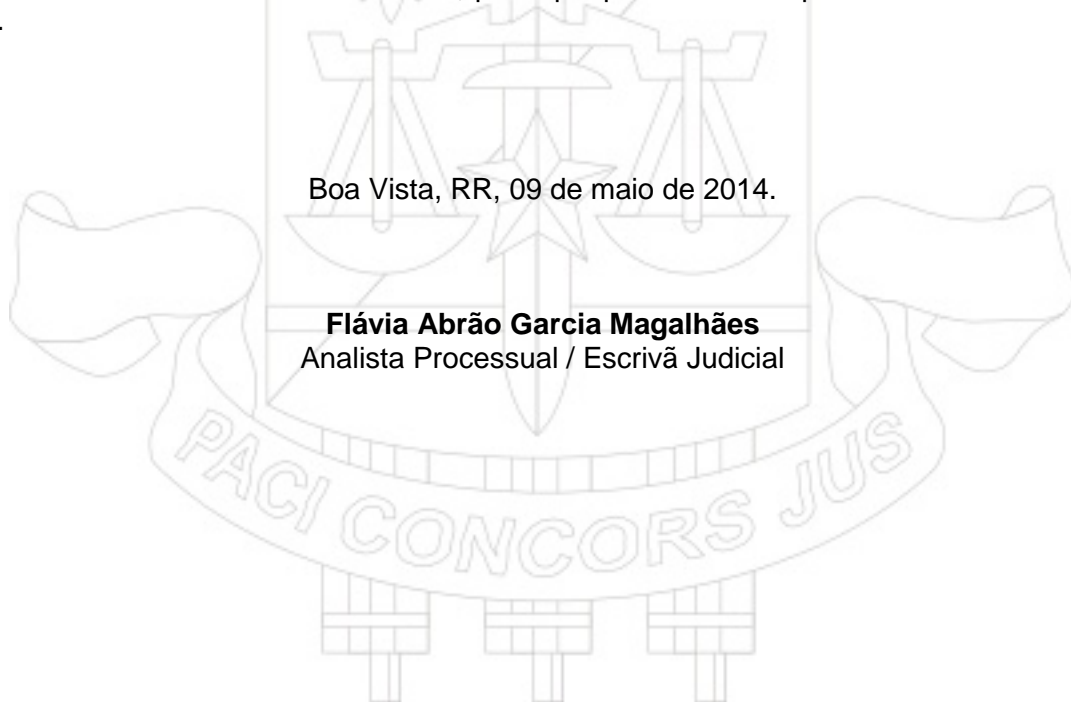 .
Boa Vista, RR, 09 de maio de 2014.
Flávia Abrão Garcia Magalhães
Analista Processual / Escrivã Judicial
PACI CONCORS JUS